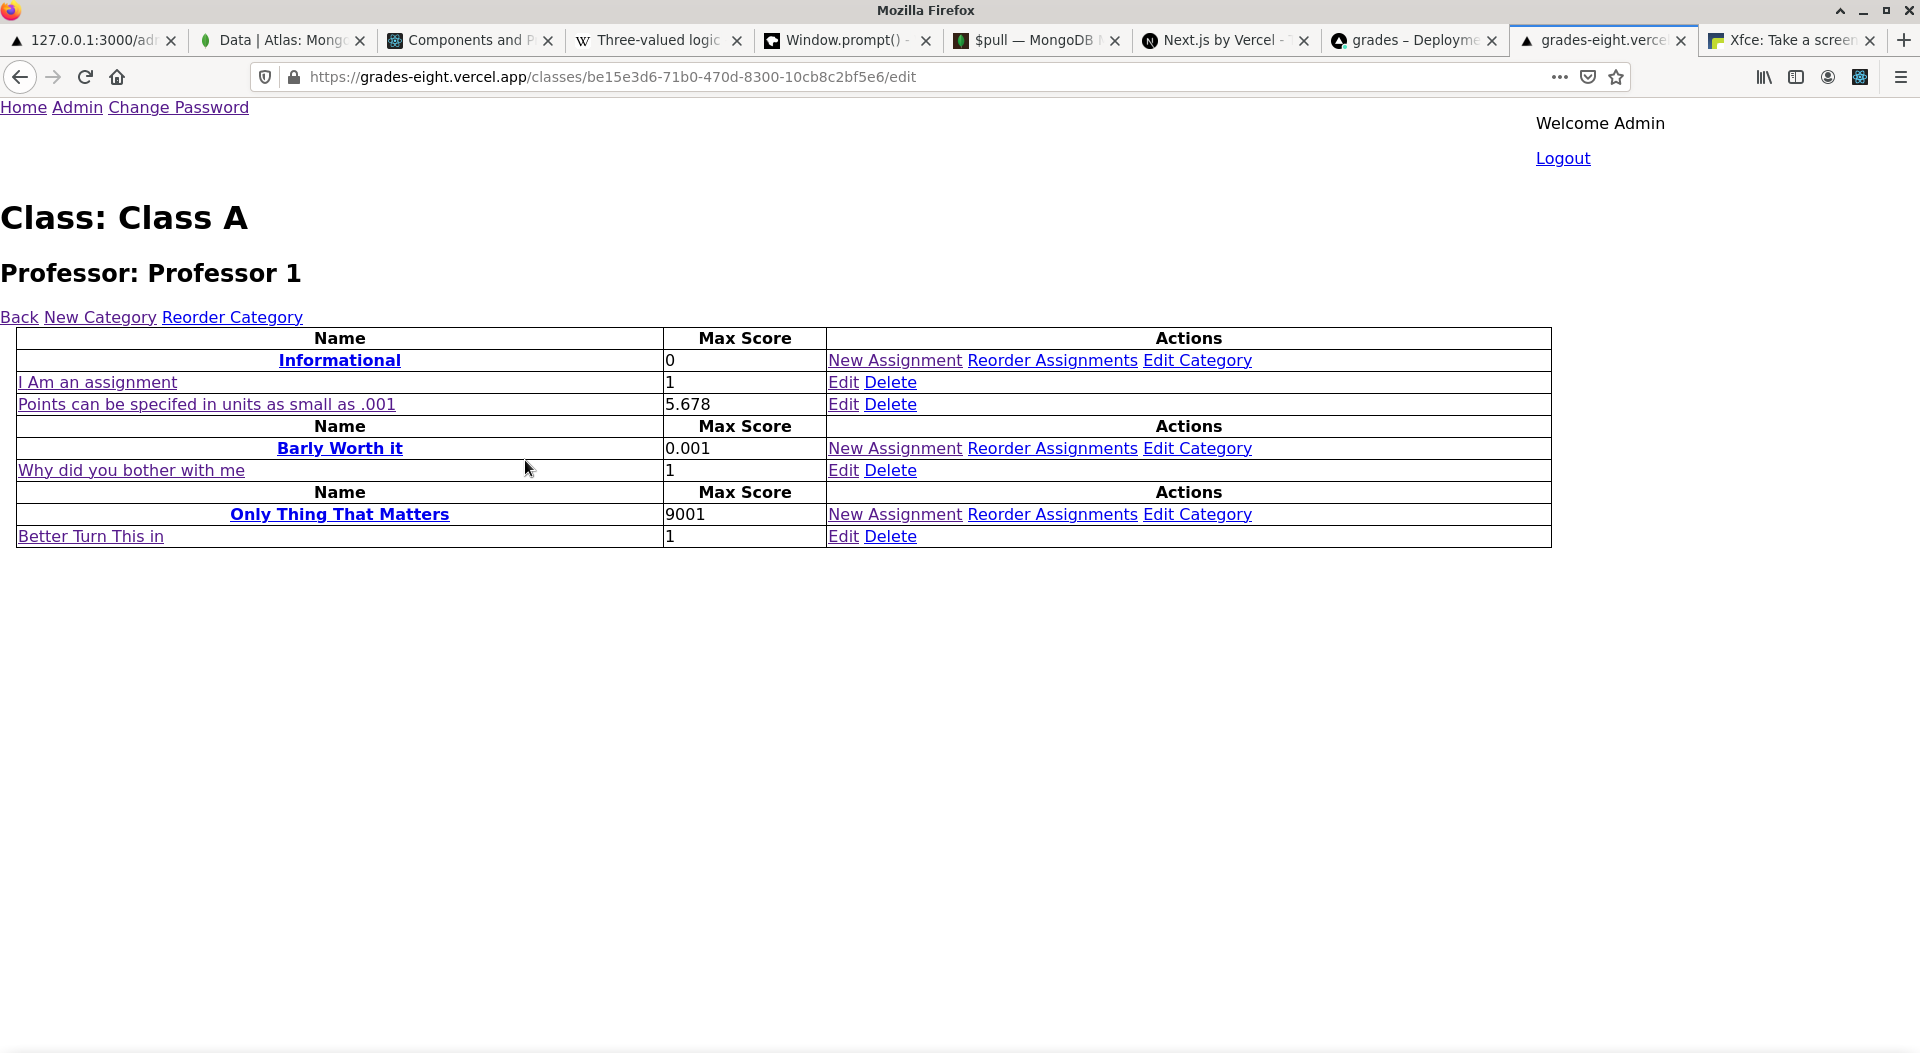 Mozilla Firefox
127.0.0.1:3000/adm Data | Atlas: Mongo Components and P Three-valued logic Window.prompt() - $pull — MongoDB M Next.js by Vercel - T grades – Deployme grades-eight.vercel Xfce: Take a screen
https://grades-eight.vercel.app/classes/be15e3d6-71b0-470d-8300-10cb8c2bf5e6/edit
Home Admin Change Password
Welcome Admin
Logout
Class: Class A
Professor: Professor 1
Back New Category Reorder Category
Name Max Score Actions
Informational 0 New Assignment Reorder Assignments Edit Category
I Am an assignment 1 Edit Delete
Points can be specifed in units as small as .001 5.678 Edit Delete
Name Max Score Actions
Barly Worth it 0.001 New Assignment Reorder Assignments Edit Category
Why did you bother with me 1 Edit Delete
Name Max Score Actions
Only Thing That Matters 9001 New Assignment Reorder Assignments Edit Category
Better Turn This in 1 Edit Delete